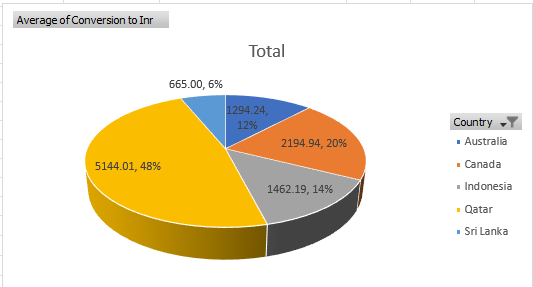 Average of Conversion to Inr
Total
665.00, 6%
1294.24,
12%
2194.94, 20%
5144.01, 48%
1462.19, 14%
Country
Australia
Canada
Indonesia
Qatar
Sri Lanka